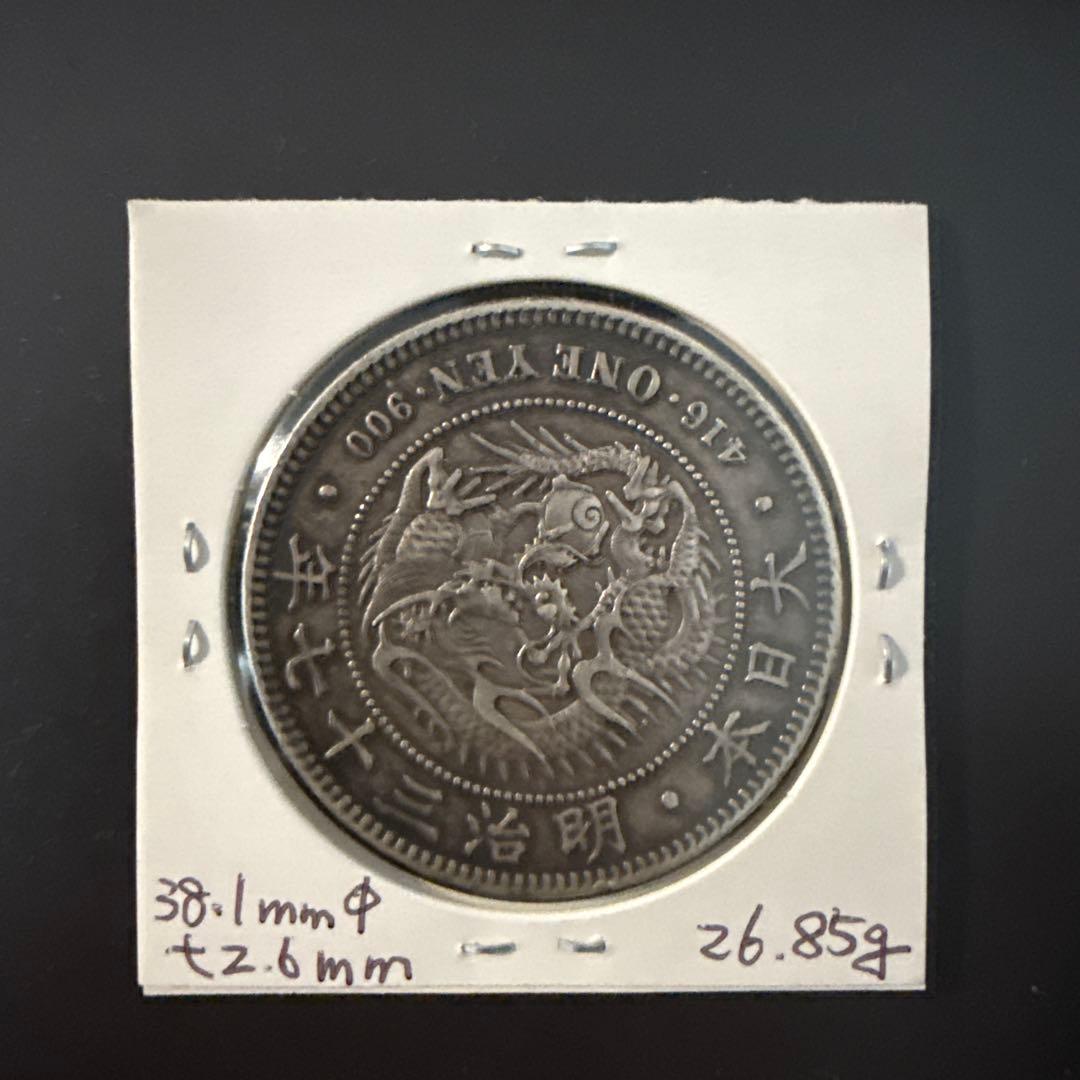 大日本・明治三十七年
416・ONE YEN・900
38.1mmφ
t2.6mm
26.85g